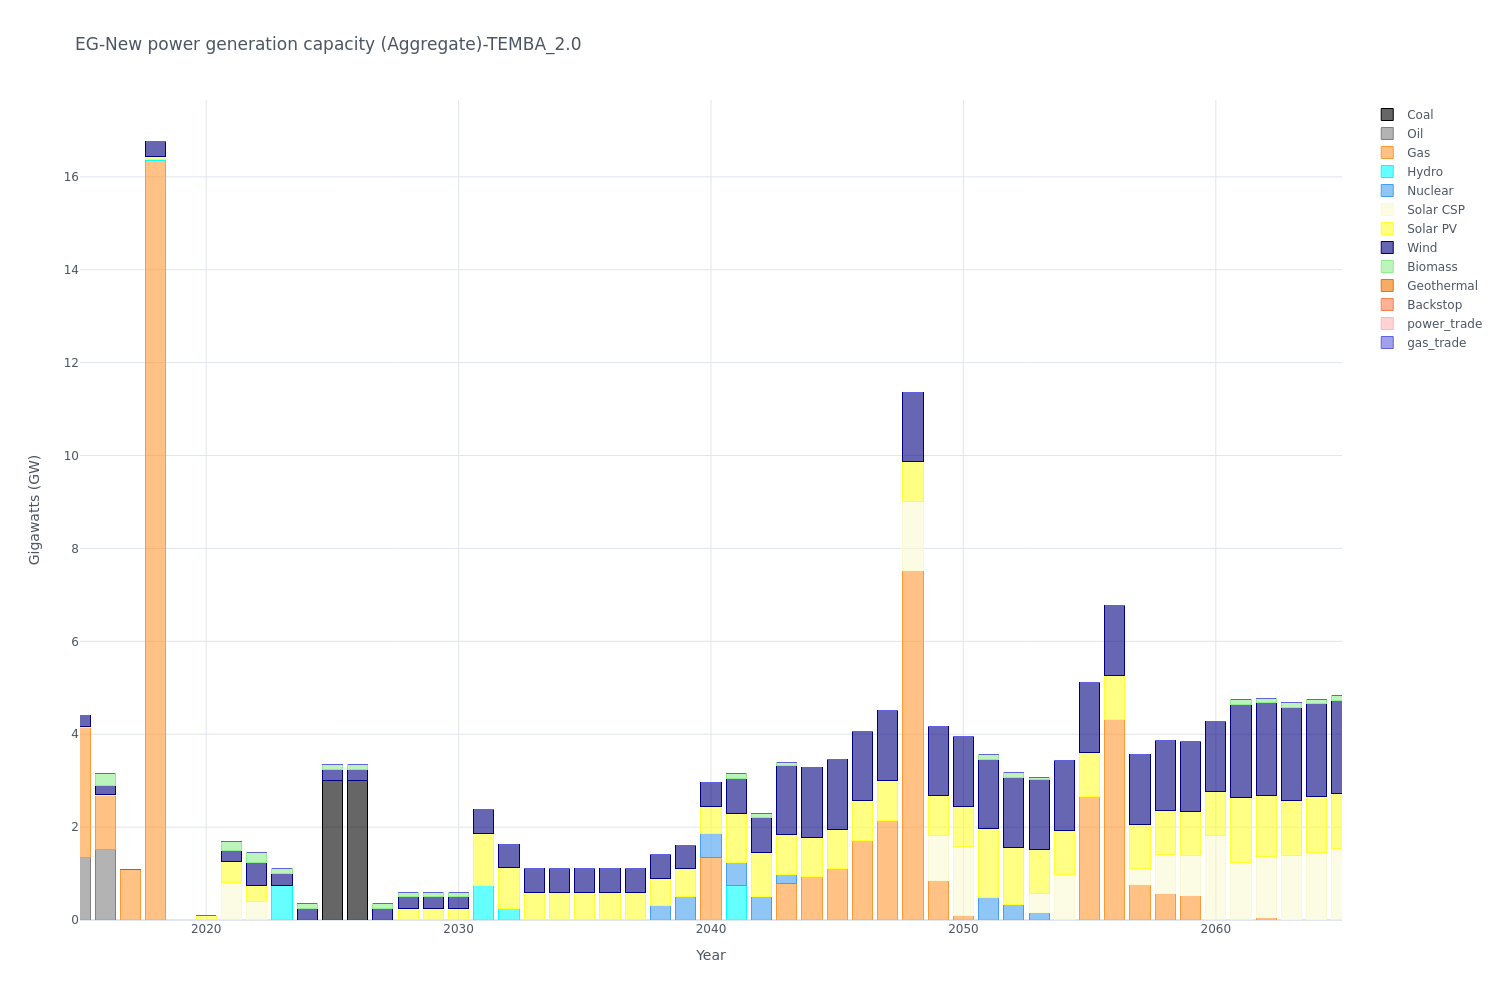 EG-New power generation capacity (Aggregate)-TEMBA_2.0
Coal
Oil
Gas
Hydro
Nuclear
Solar CSP
Solar PV
Wind
Biomass
Geothermal
Backstop
power_trade
gas_trade
16
14
12
10
8
6
4
2
0
Gigawatts (GW)
2020
2030
2040
2050
2060
Year